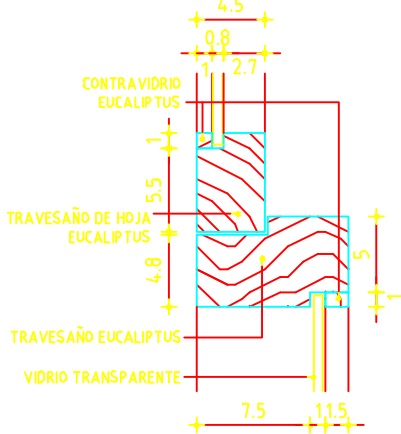 4.5
0.8
1 2.7
CONTRAVIDRIO
EUCALIPTUS
1
5.5
TRAVESAÑO DE HOJA
EUCALIPTUS
4.8
5
1
TRAVESAÑO EUCALIPTUS
VIDRIO TRANSPARENTE
7.5 1 1.5